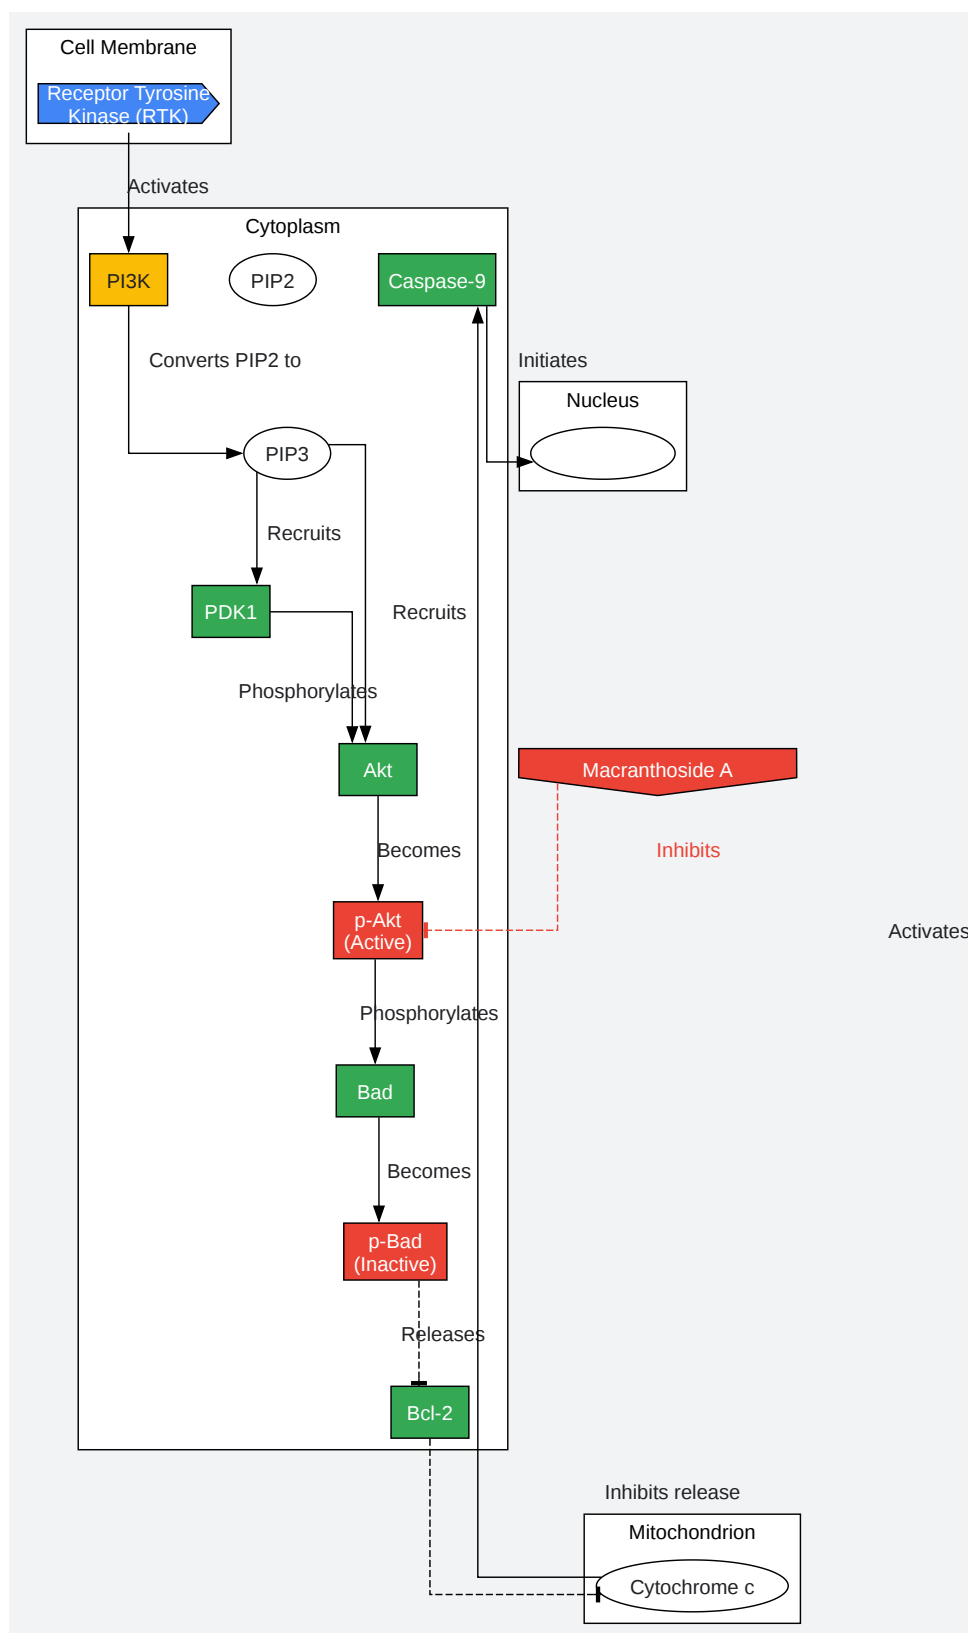 Cell Membrane
Receptor Tyrosine
Kinase (RTK)
Activates
Cytoplasm
PI3K
PIP2
Caspase-9
Converts PIP2 to
Initiates
Nucleus
PIP3
Recruits
PDK1
Recruits
Phosphorylates
Akt
Macranthoside A
Becomes
Inhibits
p-Akt
(Active)
Activates
Phosphorylates
Bad
Becomes
p-Bad
(Inactive)
Releases
Bcl-2
Inhibits release
Mitochondrion
Cytochrome c